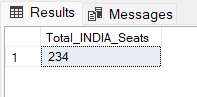 Results Messages
Total_INDIA_Seats
1 234